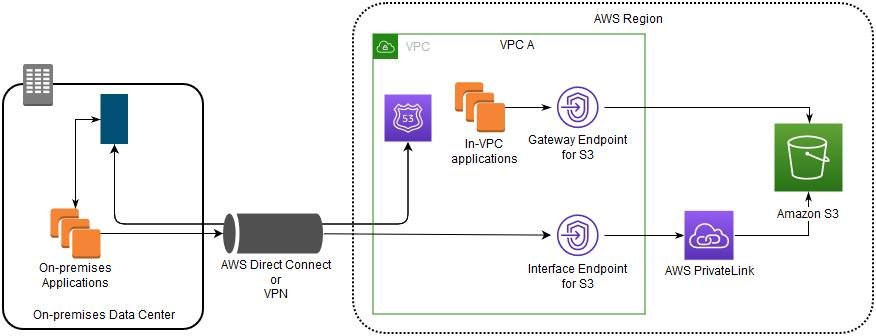 AWS Region
VPC
VPC A
53
In-VPC
applications
Gateway Endpoint
for S3
Amazon S3
On-premises
Applications
On-premises Data Center
AWS Direct Connect
or
VPN
Interface Endpoint
for S3
AWS PrivateLink